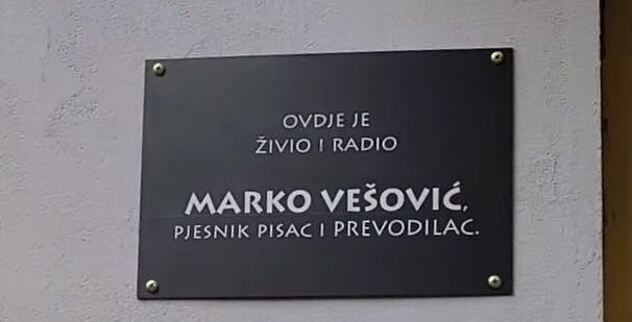 OVDJE JE
ŽIVIO I RADIO
MARKO VEŠOVIĆ,
PJESNIK PISAC I PREVODILAC.